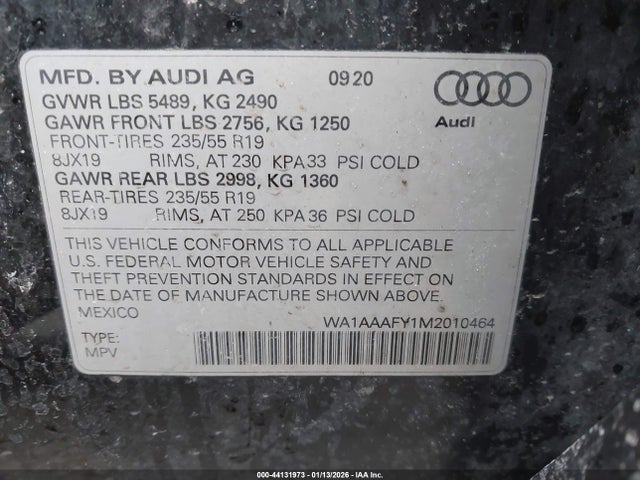 MFD. BY AUDI AG 0920
GVWR LBS 5489, KG 2490
GAWR FRONT LBS 2756, KG 1250
Audi
FRONT-TIRES 235/55 R19
8JX19 RIMS, AT 230 KPA 33 PSI COLD
GAWR REAR LBS 2998, KG 1360
REAR-TIRES 235/55 R19
8JX19 RIMS, AT 250 KPA 36 PSI COLD
THIS VEHICLE CONFORMS TO ALL APPLICABLE
U.S. FEDERAL MOTOR VEHICLE SAFETY AND
THEFT PREVENTION STANDARDS IN EFFECT ON
THE DATE OF MANUFACTURE SHOWN ABOVE
MEXICO
WA1AAAFY1M2010464
TYPE:
MPV
000-44131973 - 01/13/2026 - IAA Inc.